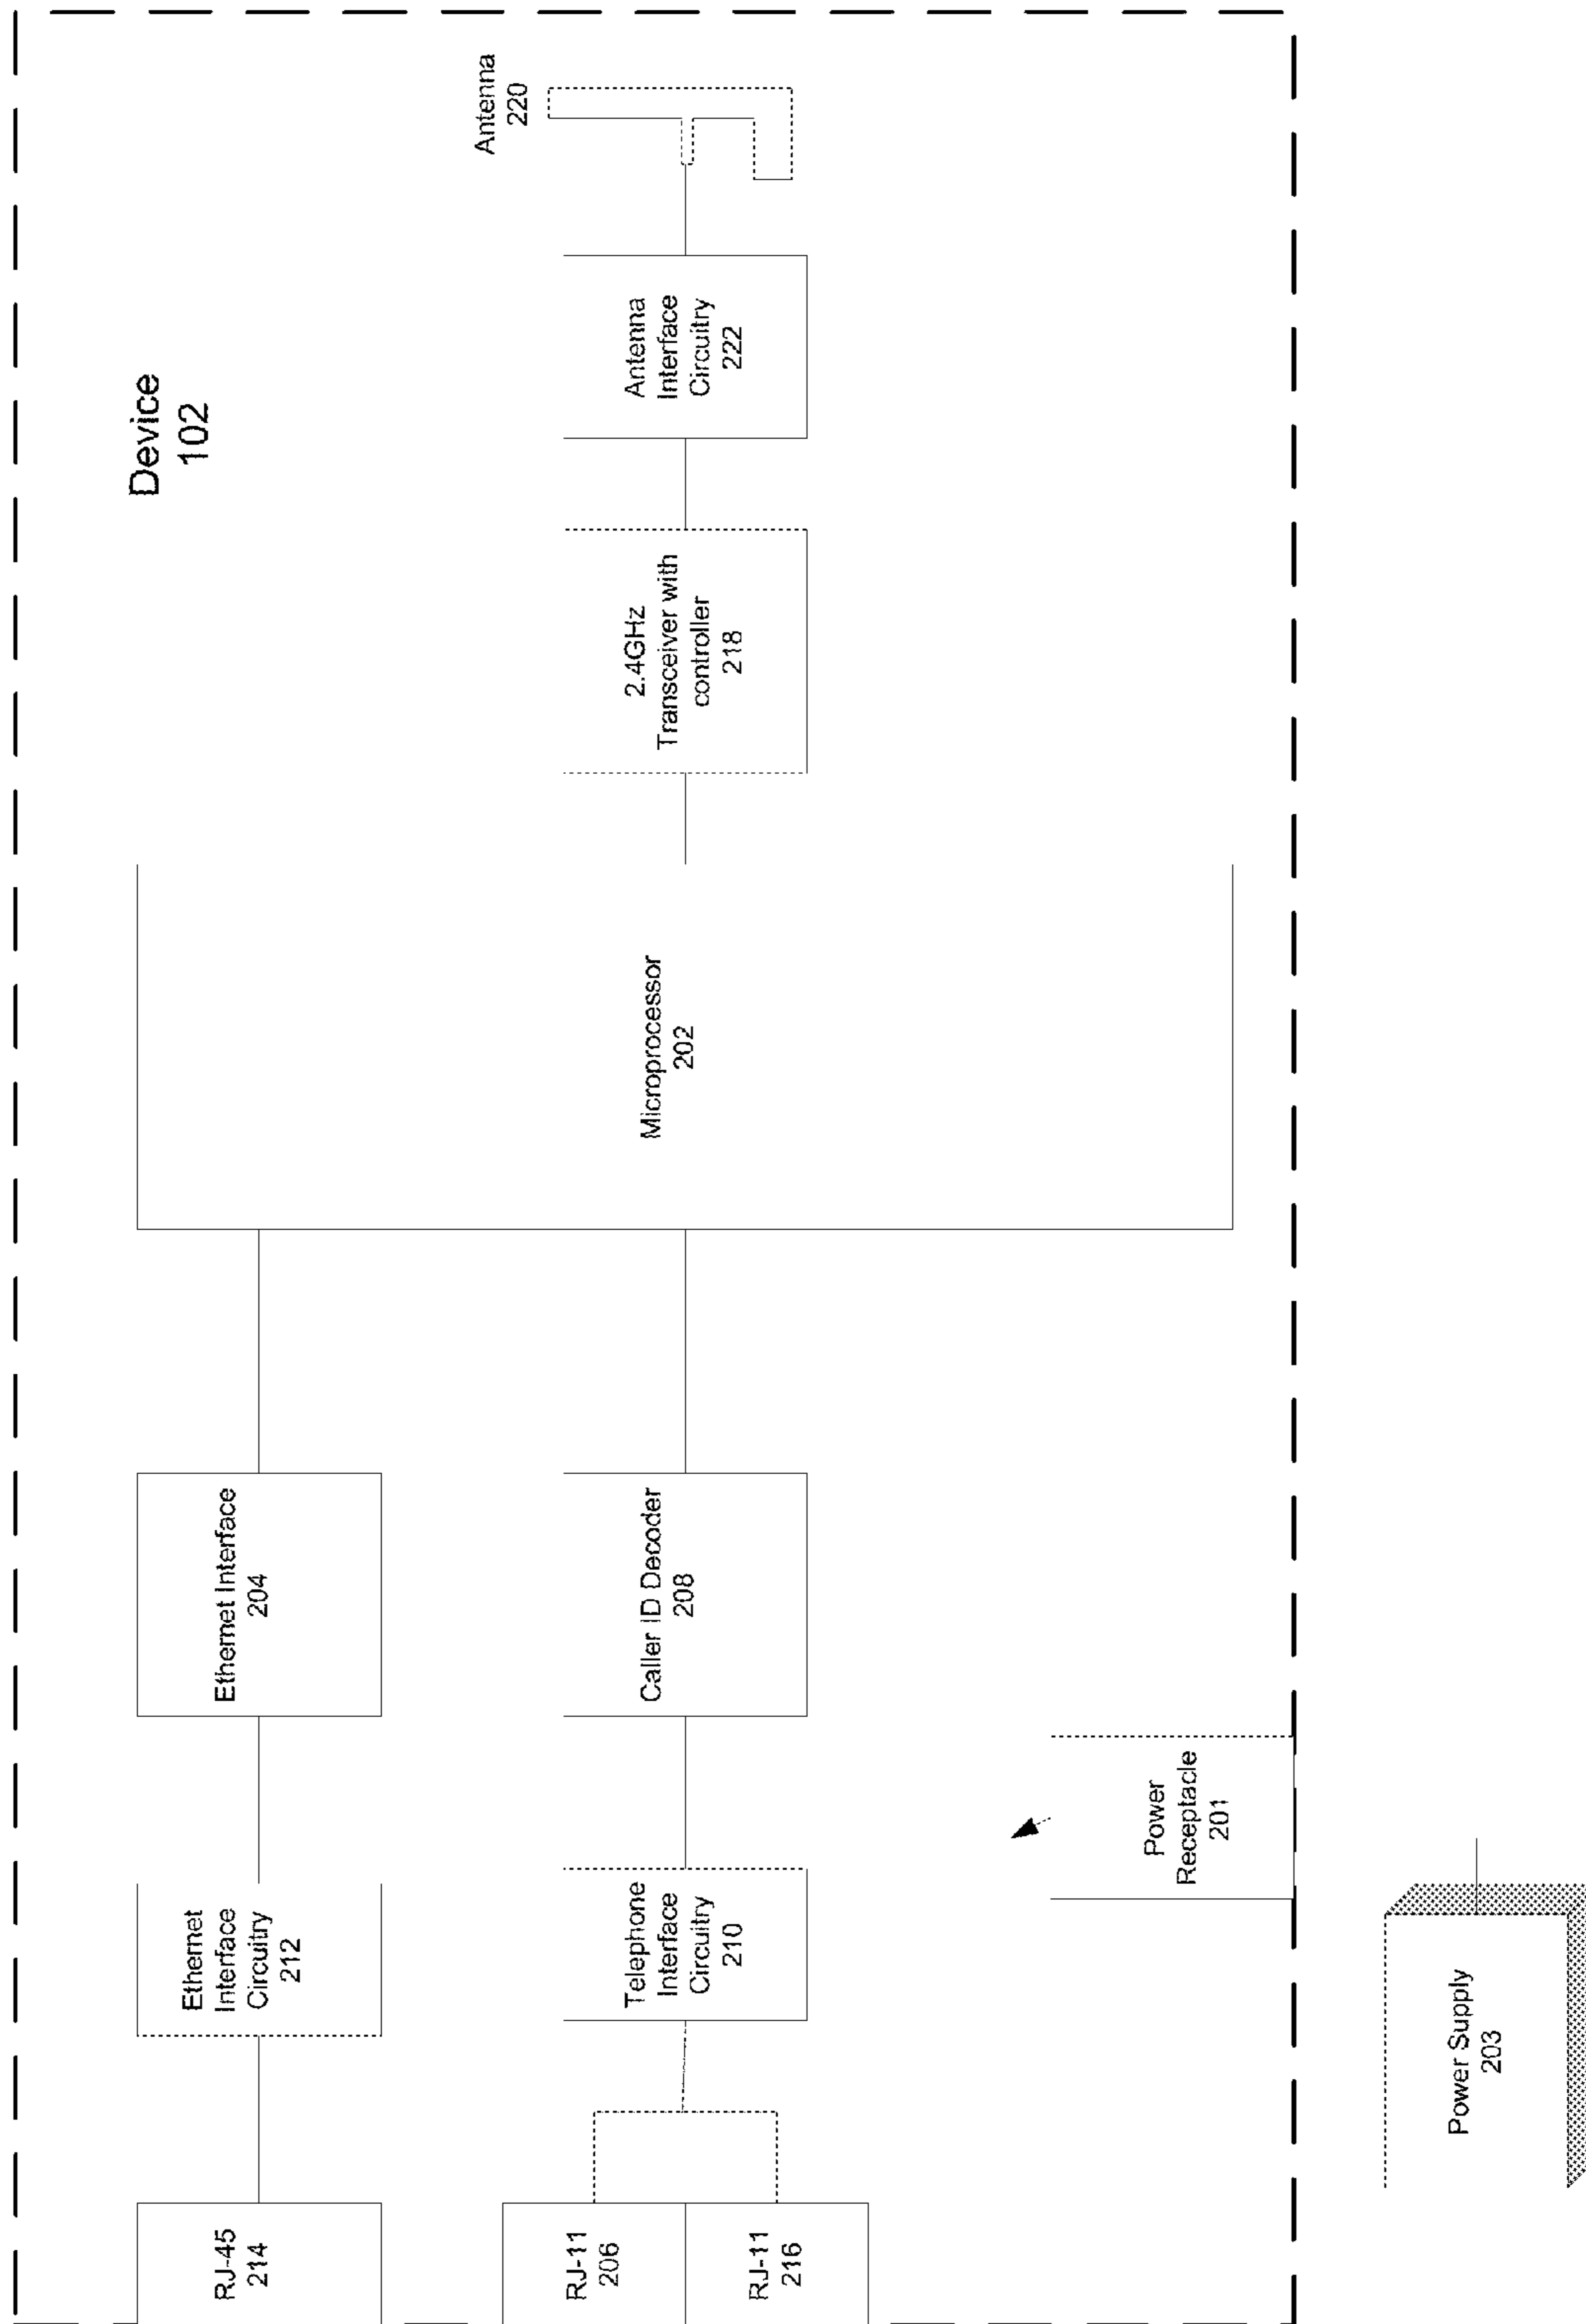 Device
102
RJ-45
214
Ethernet
Interface
Circuitry
212
Ethernet Interface
204
RJ-11
206
RJ-11
216
Telephone
Interface
Circuitry
210
Caller ID Decoder
208
Microprocessor
202
2.4GHz
Transceiver with
controller
218
Antenna
Interface
Circuitry
222
Antenna
220
Power
Receptacle
201
Power Supply
203